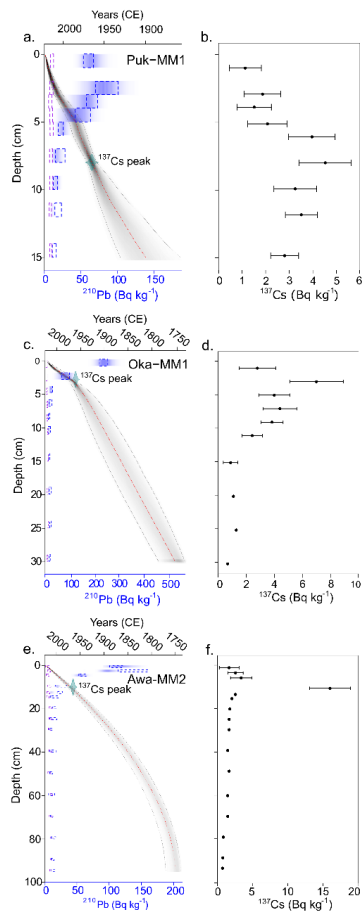 Years (CE)
2000 1950 1900
a. b.
Puk-MM1
0
5
10
15
Depth (cm)
¹³⁷Cs peak
0 50 100 150
²¹⁰Pb (Bq kg⁻¹)
0 1 2 3 4 5 6
¹³⁷Cs (Bq kg⁻¹)
Years (CE)
2000 1950 1900 1850 1800 1750
c. d.
Oka-MM1
0
5
10
15
20
25
30
Depth (cm)
¹³⁷Cs peak
0 100 200 300 400 500
²¹⁰Pb (Bq kg⁻¹)
0 2 4 6 8 10
¹³⁷Cs (Bq kg⁻¹)
Years (CE)
2000 1950 1900 1850 1800 1750
e. f.
Awa-MM2
0
20
40
60
80
100
Depth (cm)
¹³⁷Cs peak
0 50 100 150 200
²¹⁰Pb (Bq kg⁻¹)
0 5 10 15 20
¹³⁷Cs (Bq kg⁻¹)